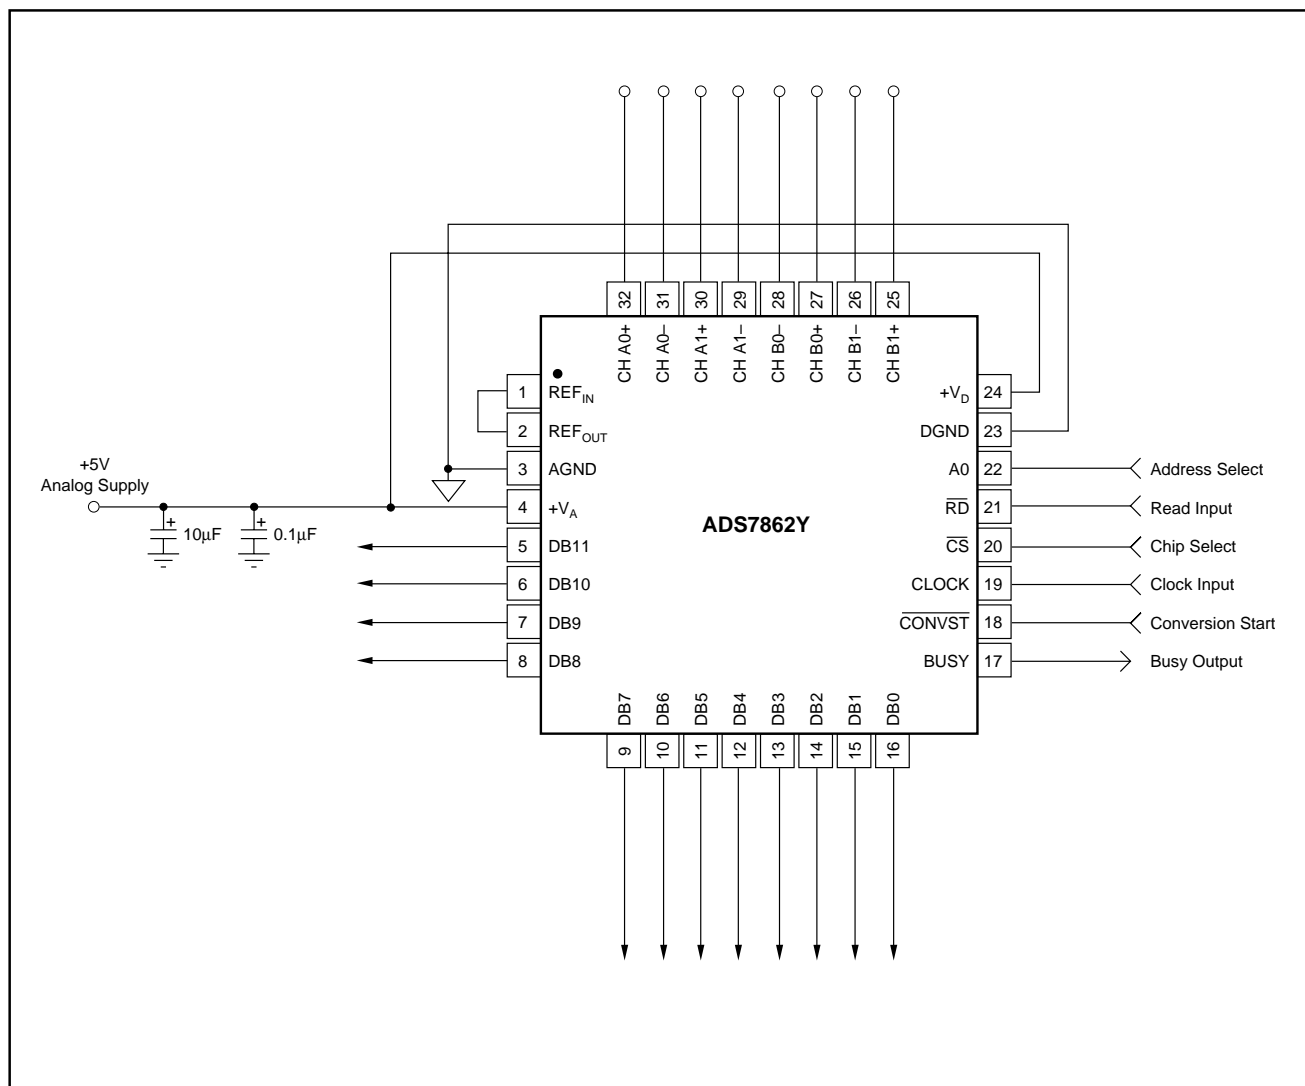 32 31 30 29 28 27 26 25
CH A0+ CH A0– CH A1+ CH A1– CH B0– CH B0+ CH B1– CH B1+
1 REF_IN
2 REF_OUT
3 AGND
4 +V_A
5 DB11
6 DB10
7 DB9
8 DB8
+5V
Analog Supply
+ 10µF
+ 0.1µF
ADS7862Y
+V_D 24
DGND 23
A0 22 Address Select
RD 21 Read Input
CS 20 Chip Select
CLOCK 19 Clock Input
CONVST 18 Conversion Start
BUSY 17 Busy Output
DB7 DB6 DB5 DB4 DB3 DB2 DB1 DB0
9 10 11 12 13 14 15 16